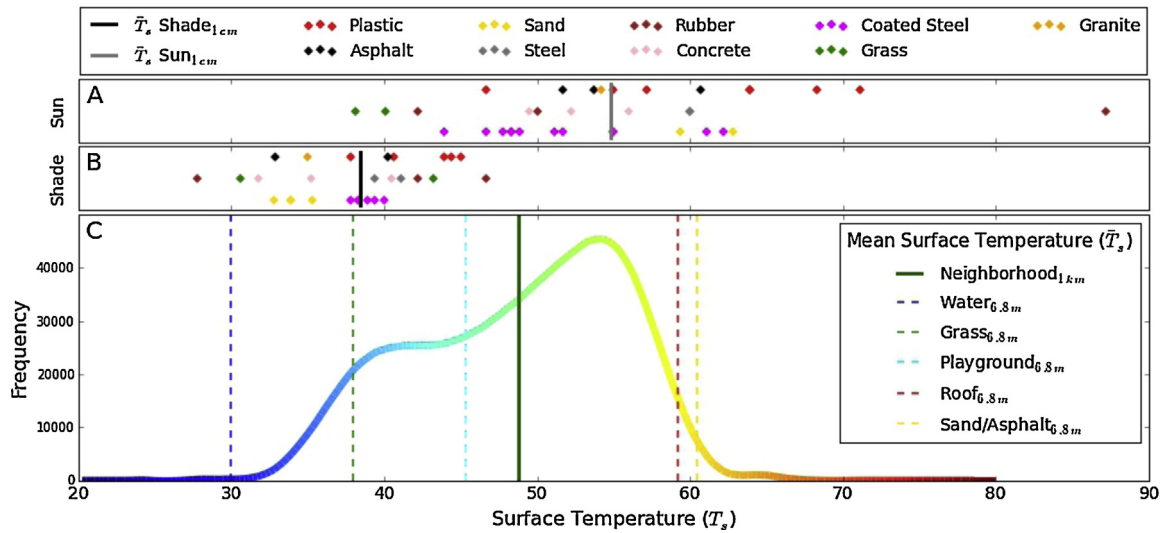 T̄ₛ Shade₁cm Plastic Sand Rubber Coated Steel Granite
T̄ₛ Sun₁cm Asphalt Steel Concrete Grass
A
Sun
B
Shade
C
Mean Surface Temperature (T̄ₛ)
Neighborhood₁km
Water₆.₈m
Grass₆.₈m
Playground₆.₈m
Roof₆.₈m
Sand/Asphalt₆.₈m
Frequency
40000
30000
20000
10000
0
20 30 40 50 60 70 80 90
Surface Temperature (Tₛ)